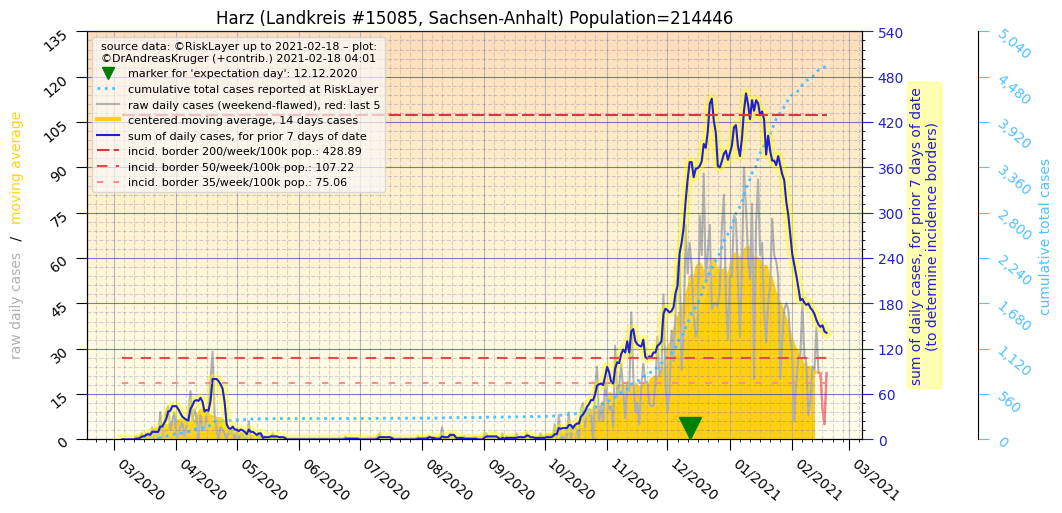 Harz (Landkreis #15085, Sachsen-Anhalt) Population=214446
source data: ©RiskLayer up to 2021-02-18 – plot:
©DrAndreasKruger (+contrib.) 2021-02-18 04:01
marker for 'expectation day': 12.12.2020
cumulative total cases reported at RiskLayer
raw daily cases (weekend-flawed), red: last 5
centered moving average, 14 days cases
sum of daily cases, for prior 7 days of date
incid. border 200/week/100k pop.: 428.89
incid. border 50/week/100k pop.: 107.22
incid. border 35/week/100k pop.: 75.06
raw daily cases / moving average
135
120
105
90
75
60
45
30
15
0
03/2020
04/2020
05/2020
06/2020
07/2020
08/2020
09/2020
10/2020
11/2020
12/2020
01/2021
02/2021
03/2021
540
480
420
360
300
240
180
120
60
0
sum of daily cases, for prior 7 days of date
(to determine incidence borders)
5,040
4,480
3,920
3,360
2,800
2,240
1,680
1,120
560
0
cumulative total cases